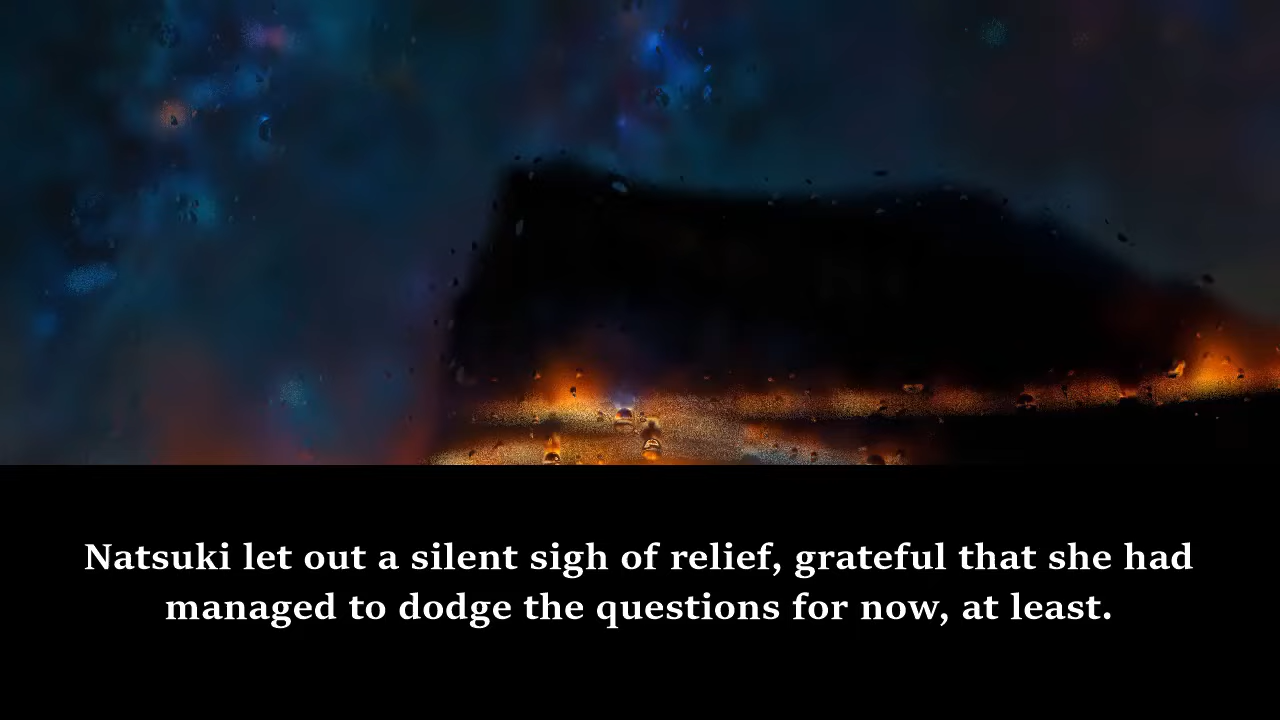 Natsuki let out a silent sigh of relief, grateful that she had
managed to dodge the questions for now, at least.